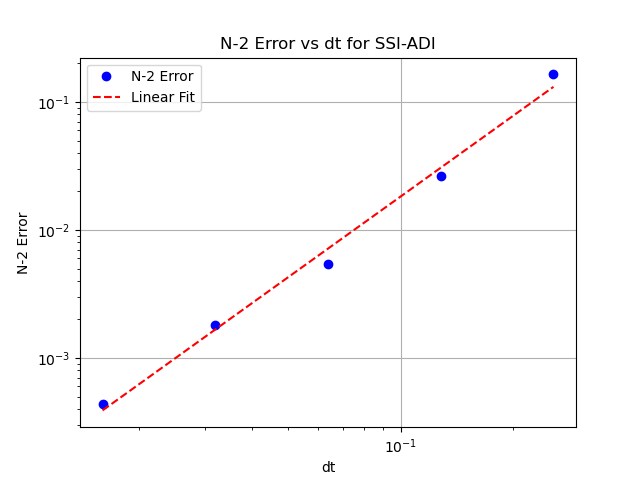 N-2 Error vs dt for SSI-ADI
N-2 Error
Linear Fit
N-2 Error
10⁻¹
10⁻²
10⁻³
10⁻¹
dt